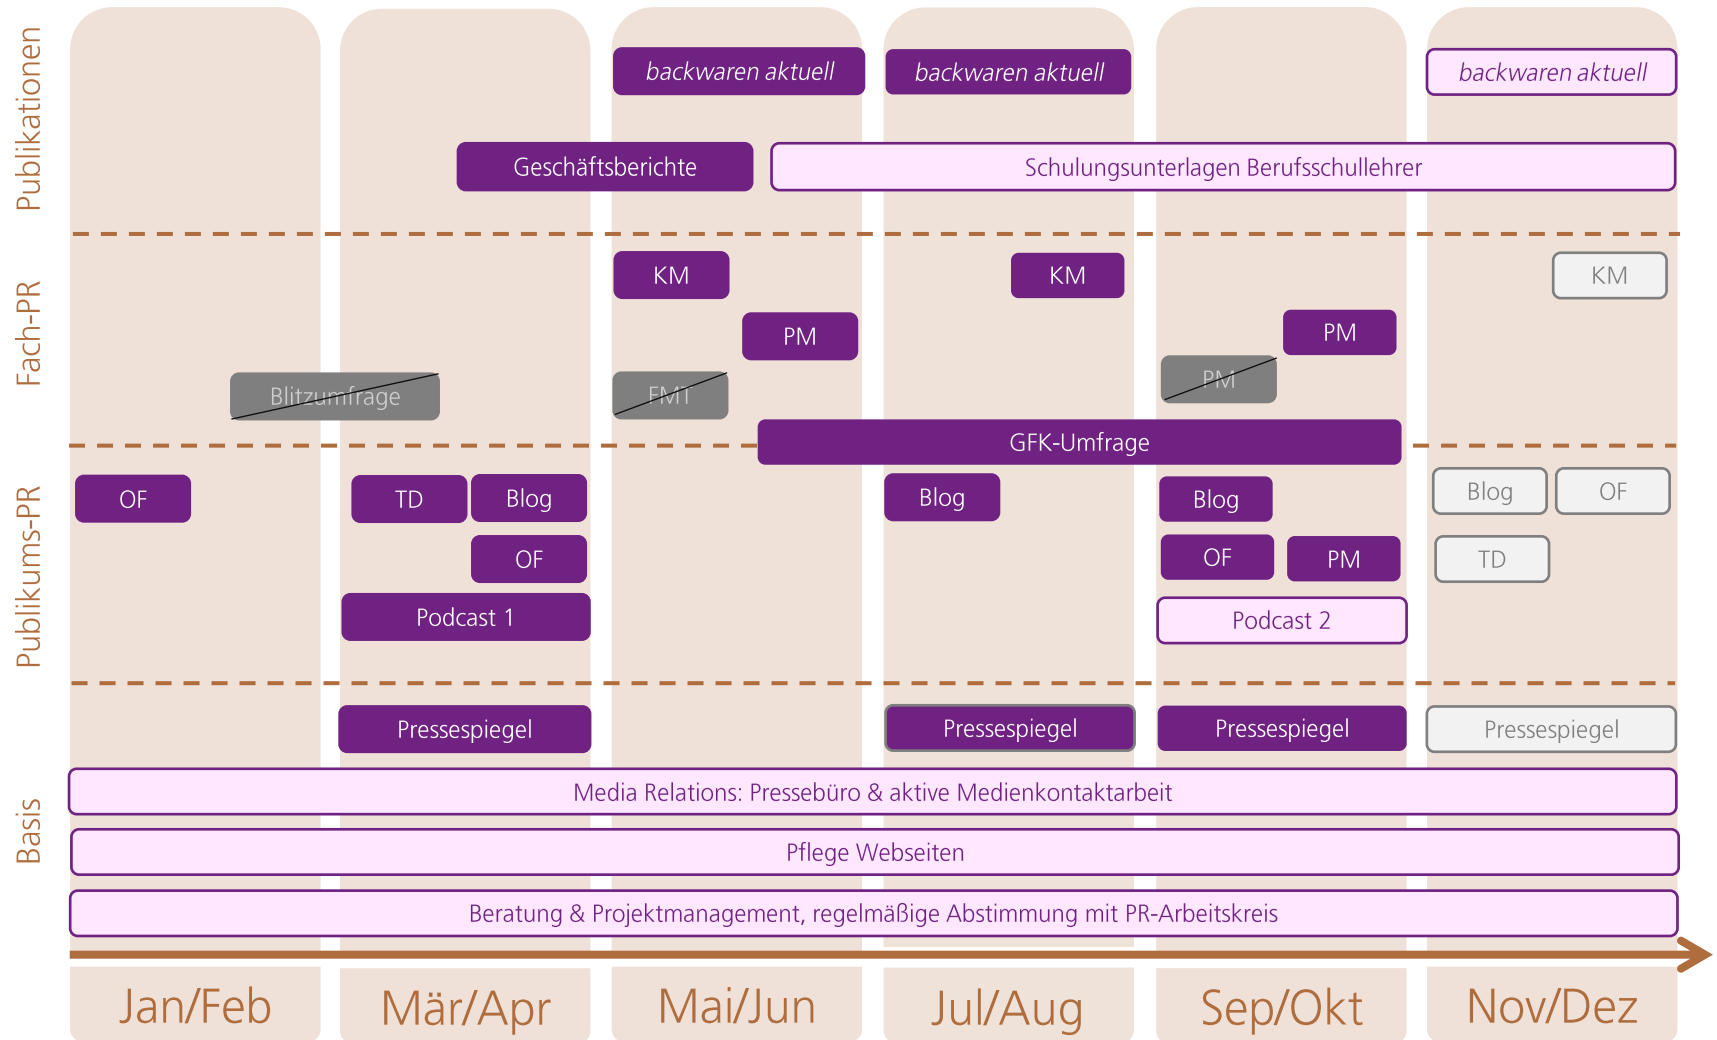 Publikationen
backwaren aktuell
backwaren aktuell
backwaren aktuell
Geschäftsberichte
Schulungsunterlagen Berufsschullehrer
Fach-PR
KM
KM
KM
PM
PM
Blitzumfrage
FMT
PM
GFK-Umfrage
Publikums-PR
OF
TD
Blog
Blog
Blog
Blog
OF
OF
OF
PM
TD
Podcast 1
Podcast 2
Basis
Pressespiegel
Pressespiegel
Pressespiegel
Pressespiegel
Media Relations: Pressebüro & aktive Medienkontaktarbeit
Pflege Webseiten
Beratung & Projektmanagement, regelmäßige Abstimmung mit PR-Arbeitskreis
Jan/Feb
Mär/Apr
Mai/Jun
Jul/Aug
Sep/Okt
Nov/Dez